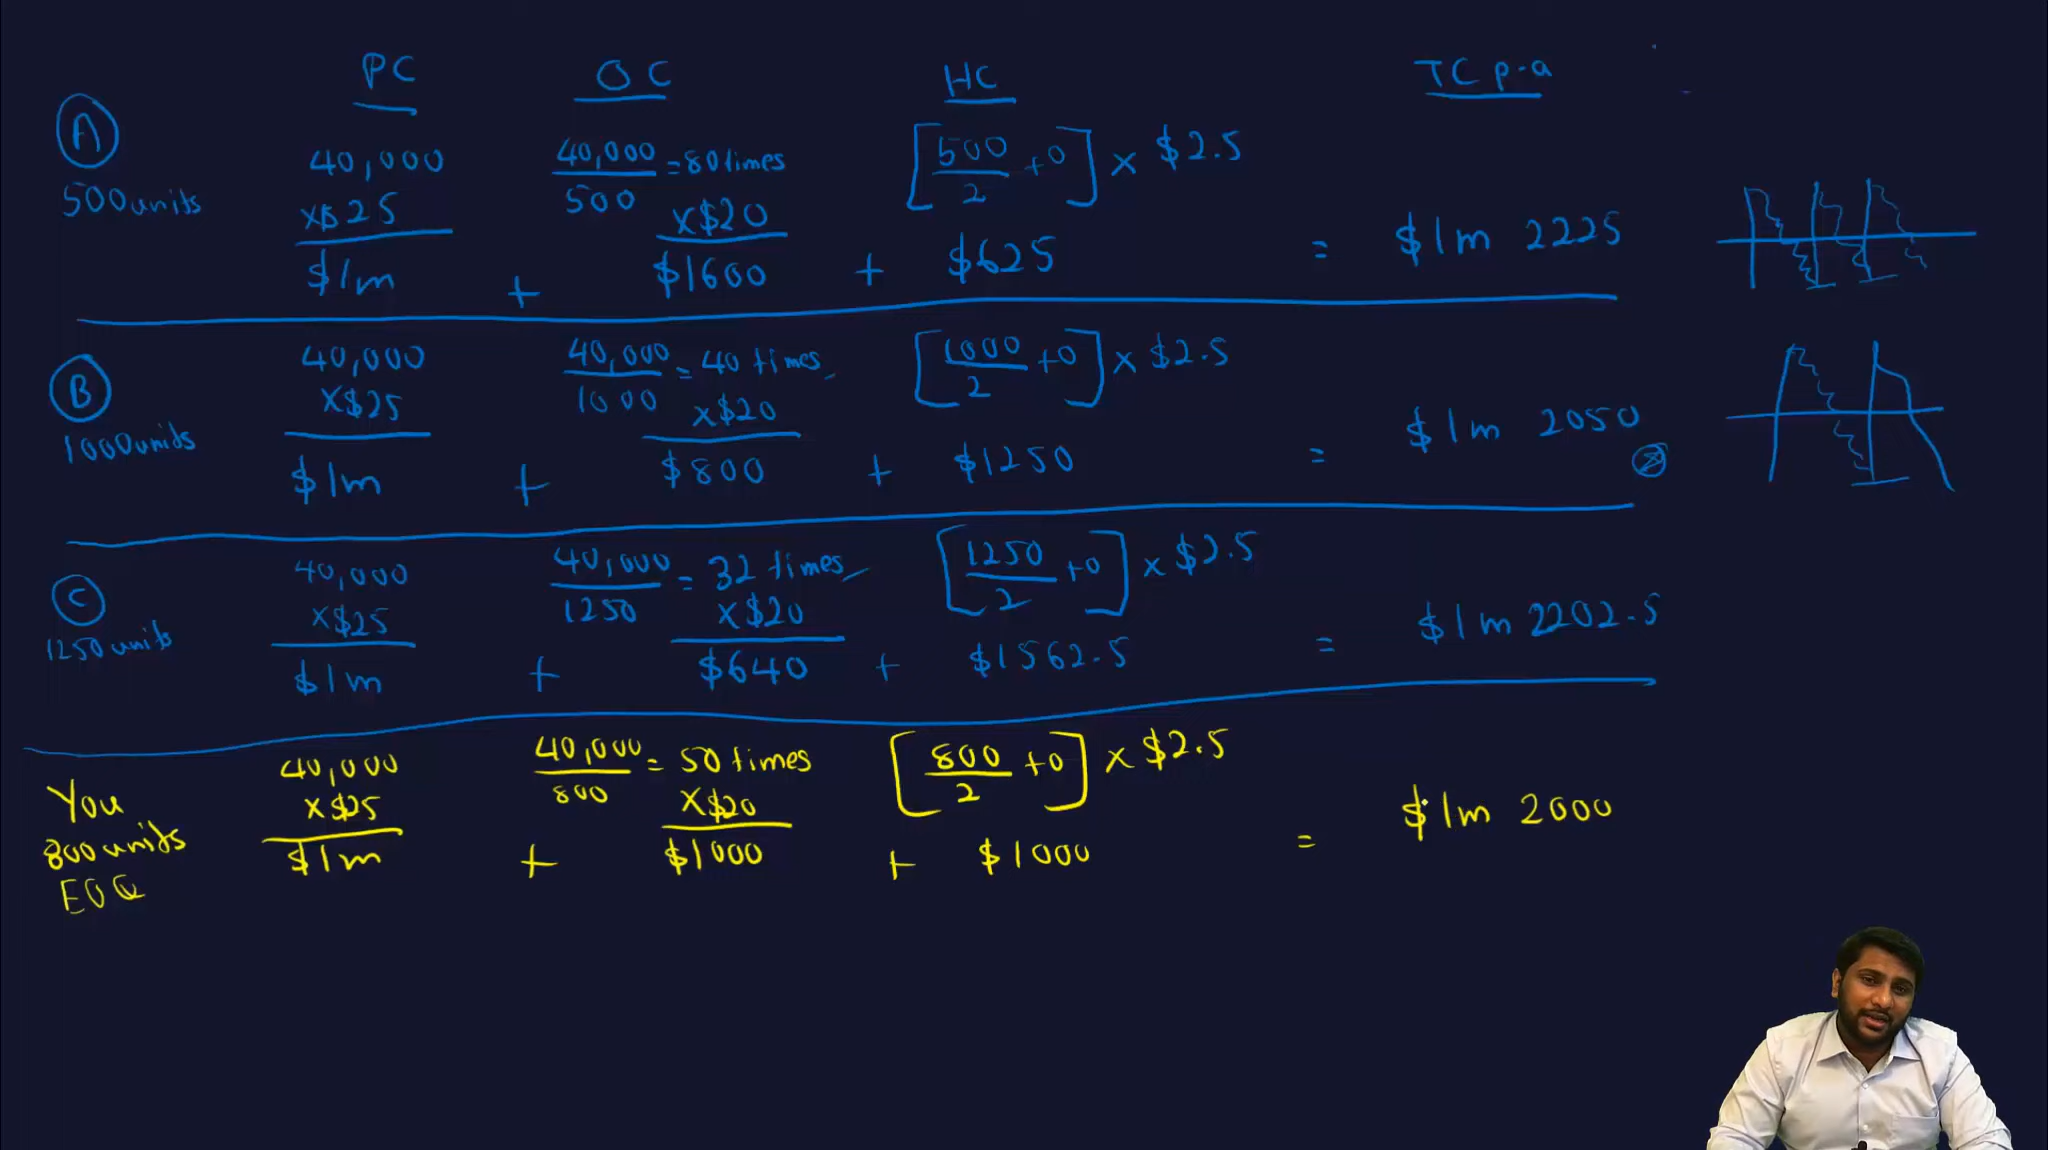 PC OC HC TC p.a
A 40,000 40,000/500 = 80 times [500/2 + 0] x $2.5
500 units x $25 x $20
$1m + $1600 + $625 = $1m 2225
B 40,000 40,000/1000 = 40 times [1000/2 + 0] x $2.5
1000 units x $25 x $20
$1m + $800 + $1250 = $1m 2050
C 40,000 40,000/1250 = 32 times [1250/2 + 0] x $2.5
1250 units x $25 x $20
$1m + $640 + $1562.5 = $1m 2202.5
You 40,000 40,000/800 = 50 times [800/2 + 0] x $2.5
800 units x $25 x $20
EOQ $1m + $1000 + $1000 = $1m 2000